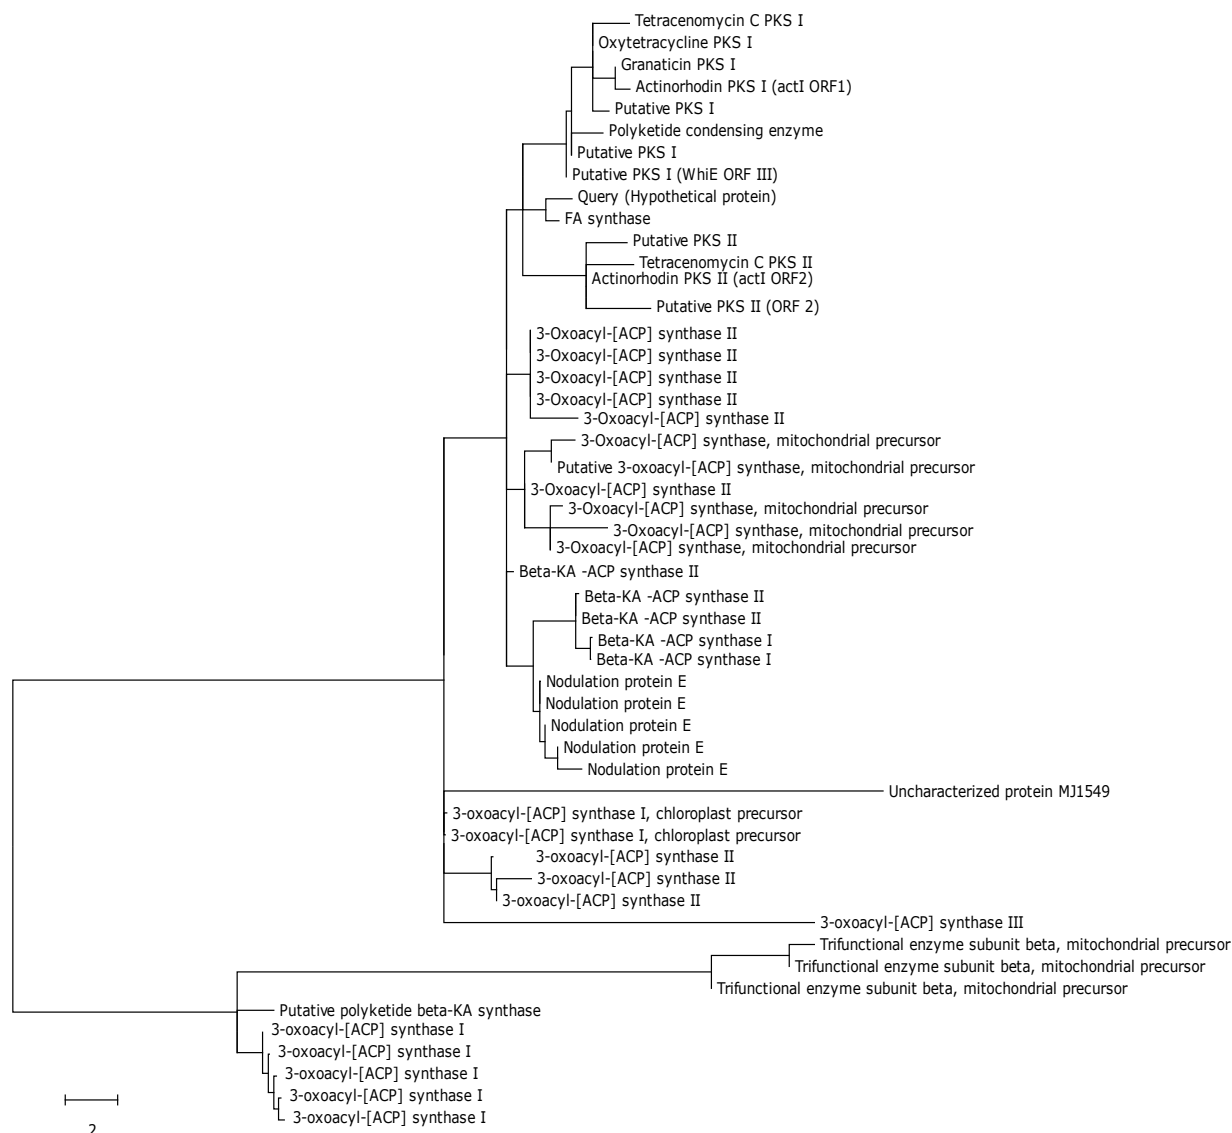 Tetracenomycin C PKS I
Oxytetracycline PKS I
Granaticin PKS I
Actinorhodin PKS I (actI ORF1)
Putative PKS I
Polyketide condensing enzyme
Putative PKS I
Putative PKS I (WhiE ORF III)
Query (Hypothetical protein)
FA synthase
Putative PKS II
Tetracenomycin C PKS II
Actinorhodin PKS II (actI ORF2)
Putative PKS II (ORF 2)
3-Oxoacyl-[ACP] synthase II
3-Oxoacyl-[ACP] synthase II
3-Oxoacyl-[ACP] synthase II
3-Oxoacyl-[ACP] synthase II
3-Oxoacyl-[ACP] synthase II
3-Oxoacyl-[ACP] synthase, mitochondrial precursor
Putative 3-oxoacyl-[ACP] synthase, mitochondrial precursor
3-Oxoacyl-[ACP] synthase II
3-Oxoacyl-[ACP] synthase, mitochondrial precursor
3-Oxoacyl-[ACP] synthase, mitochondrial precursor
3-Oxoacyl-[ACP] synthase, mitochondrial precursor
Beta-KA -ACP synthase II
Beta-KA -ACP synthase II
Beta-KA -ACP synthase II
Beta-KA -ACP synthase I
Beta-KA -ACP synthase I
Nodulation protein E
Nodulation protein E
Nodulation protein E
Nodulation protein E
Nodulation protein E
Uncharacterized protein MJ1549
3-oxoacyl-[ACP] synthase I, chloroplast precursor
3-oxoacyl-[ACP] synthase I, chloroplast precursor
3-oxoacyl-[ACP] synthase II
3-oxoacyl-[ACP] synthase II
3-oxoacyl-[ACP] synthase II
3-oxoacyl-[ACP] synthase III
Trifunctional enzyme subunit beta, mitochondrial precursor
Trifunctional enzyme subunit beta, mitochondrial precursor
Trifunctional enzyme subunit beta, mitochondrial precursor
Putative polyketide beta-KA synthase
3-oxoacyl-[ACP] synthase I
3-oxoacyl-[ACP] synthase I
3-oxoacyl-[ACP] synthase I
3-oxoacyl-[ACP] synthase I
3-oxoacyl-[ACP] synthase I
2